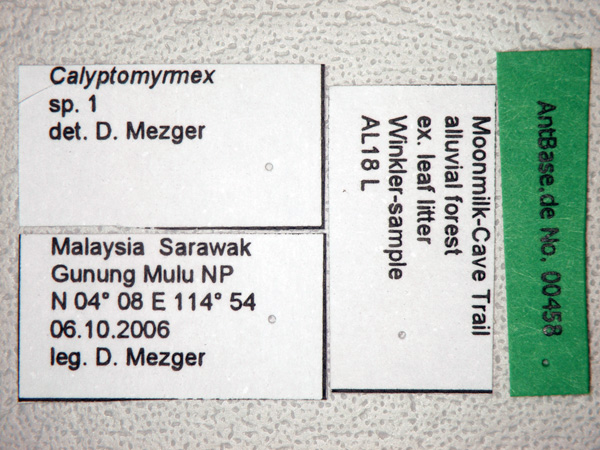 Calyptomyrmex
sp. 1
det. D. Mezger
Malaysia Sarawak
Gunung Mulu NP
N 04° 08 E 114° 54
06.10.2006
leg. D. Mezger
Moonmilk-Cave Trail
alluvial forest
ex. leaf litter
Winkler-sample
AL18 L
AntBase.de No. 00458